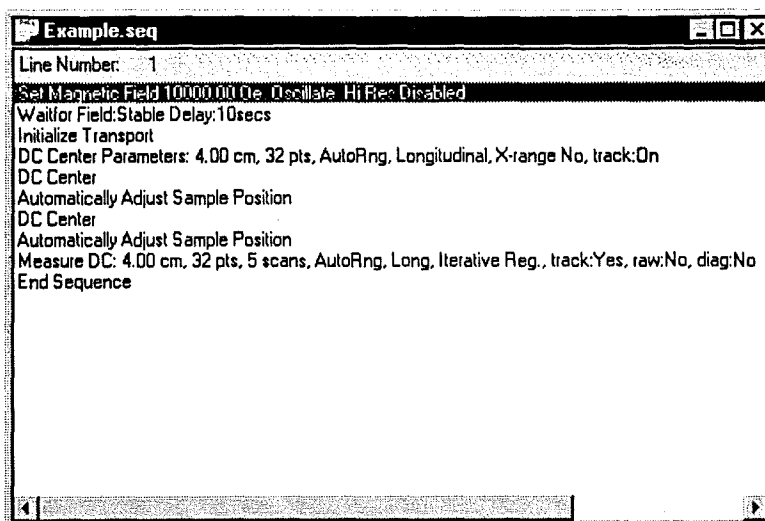 Example.seq
Line Number: 1
Set Magnetic Field 10000.00 Oe, Oscillate, Hi Res Disabled
Waitfor Field:Stable Delay:10secs
Initialize Transport
DC Center Parameters: 4.00 cm, 32 pts, AutoRng, Longitudinal, X-range No, track:On
DC Center
Automatically Adjust Sample Position
DC Center
Automatically Adjust Sample Position
Measure DC: 4.00 cm, 32 pts, 5 scans, AutoRng, Long, Iterative Reg., track:Yes, raw:No, diag:No
End Sequence